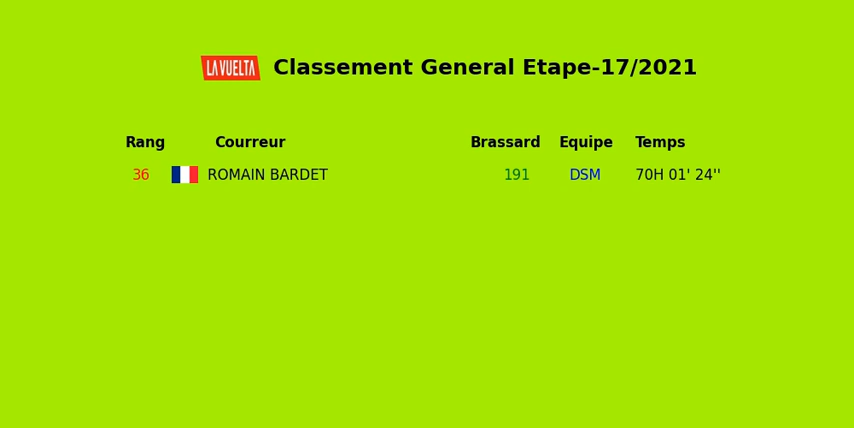 LA VUELTA Classement General Etape-17/2021
Rang Courreur Brassard Equipe Temps
36 ROMAIN BARDET 191 DSM 70H 01' 24''